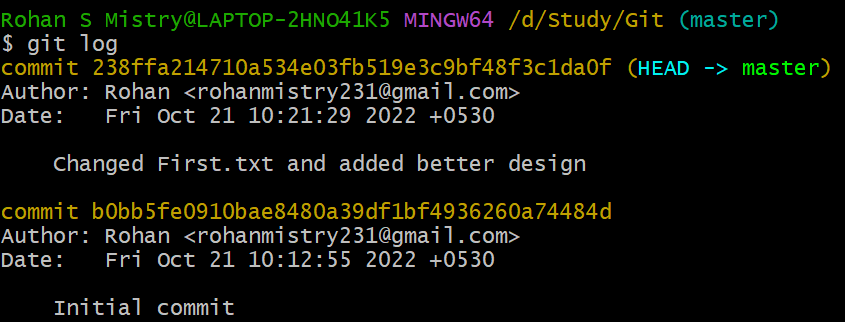 Rohan S Mistry@LAPTOP-2HNO41K5 MINGW64 /d/Study/Git (master)
$ git log
commit 238ffa214710a534e03fb519e3c9bf48f3c1da0f (HEAD -> master)
Author: Rohan <rohanmistry231@gmail.com>
Date:   Fri Oct 21 10:21:29 2022 +0530
    Changed First.txt and added better design
commit b0bb5fe0910bae8480a39df1bf4936260a74484d
Author: Rohan <rohanmistry231@gmail.com>
Date:   Fri Oct 21 10:12:55 2022 +0530
    Initial commit